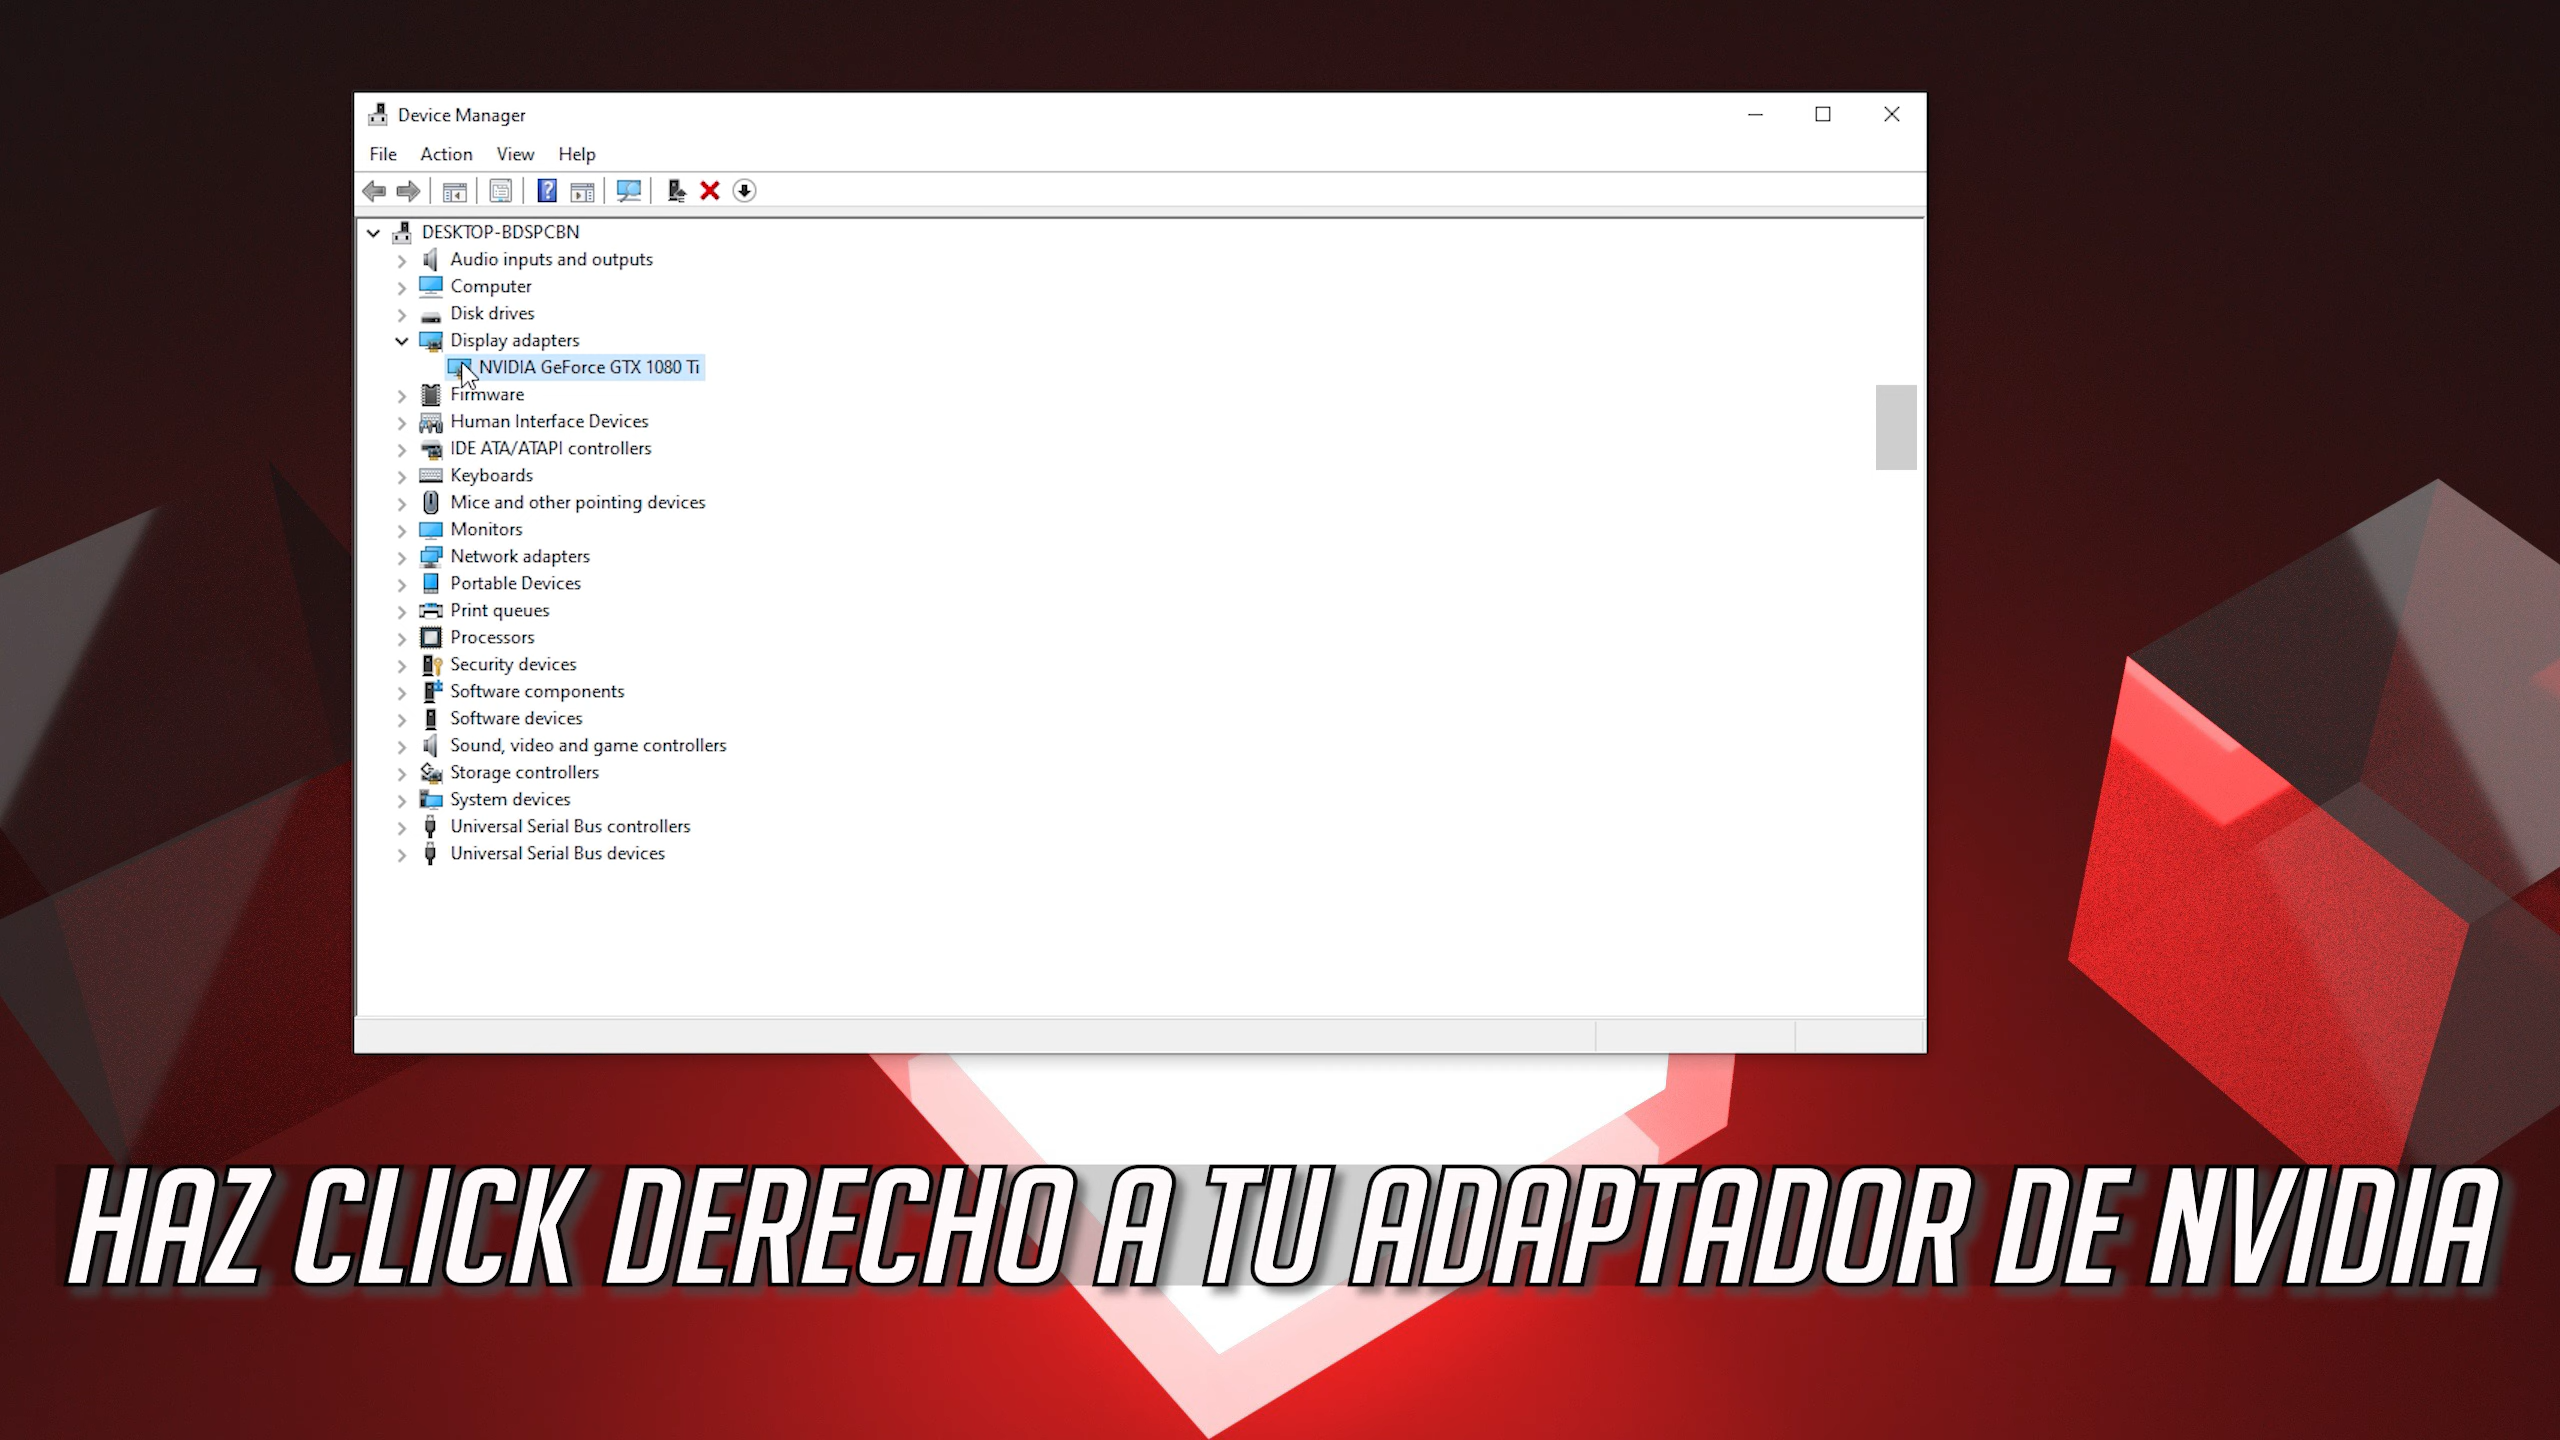 Device Manager
File Action View Help
DESKTOP-BDSPCBN
Audio inputs and outputs
Computer
Disk drives
Display adapters
NVIDIA GeForce GTX 1080 Ti
Firmware
Human Interface Devices
IDE ATA/ATAPI controllers
Keyboards
Mice and other pointing devices
Monitors
Network adapters
Portable Devices
Print queues
Processors
Security devices
Software components
Software devices
Sound, video and game controllers
Storage controllers
System devices
Universal Serial Bus controllers
Universal Serial Bus devices
HAZ CLICK DERECHO A TU ADAPTADOR DE NVIDIA